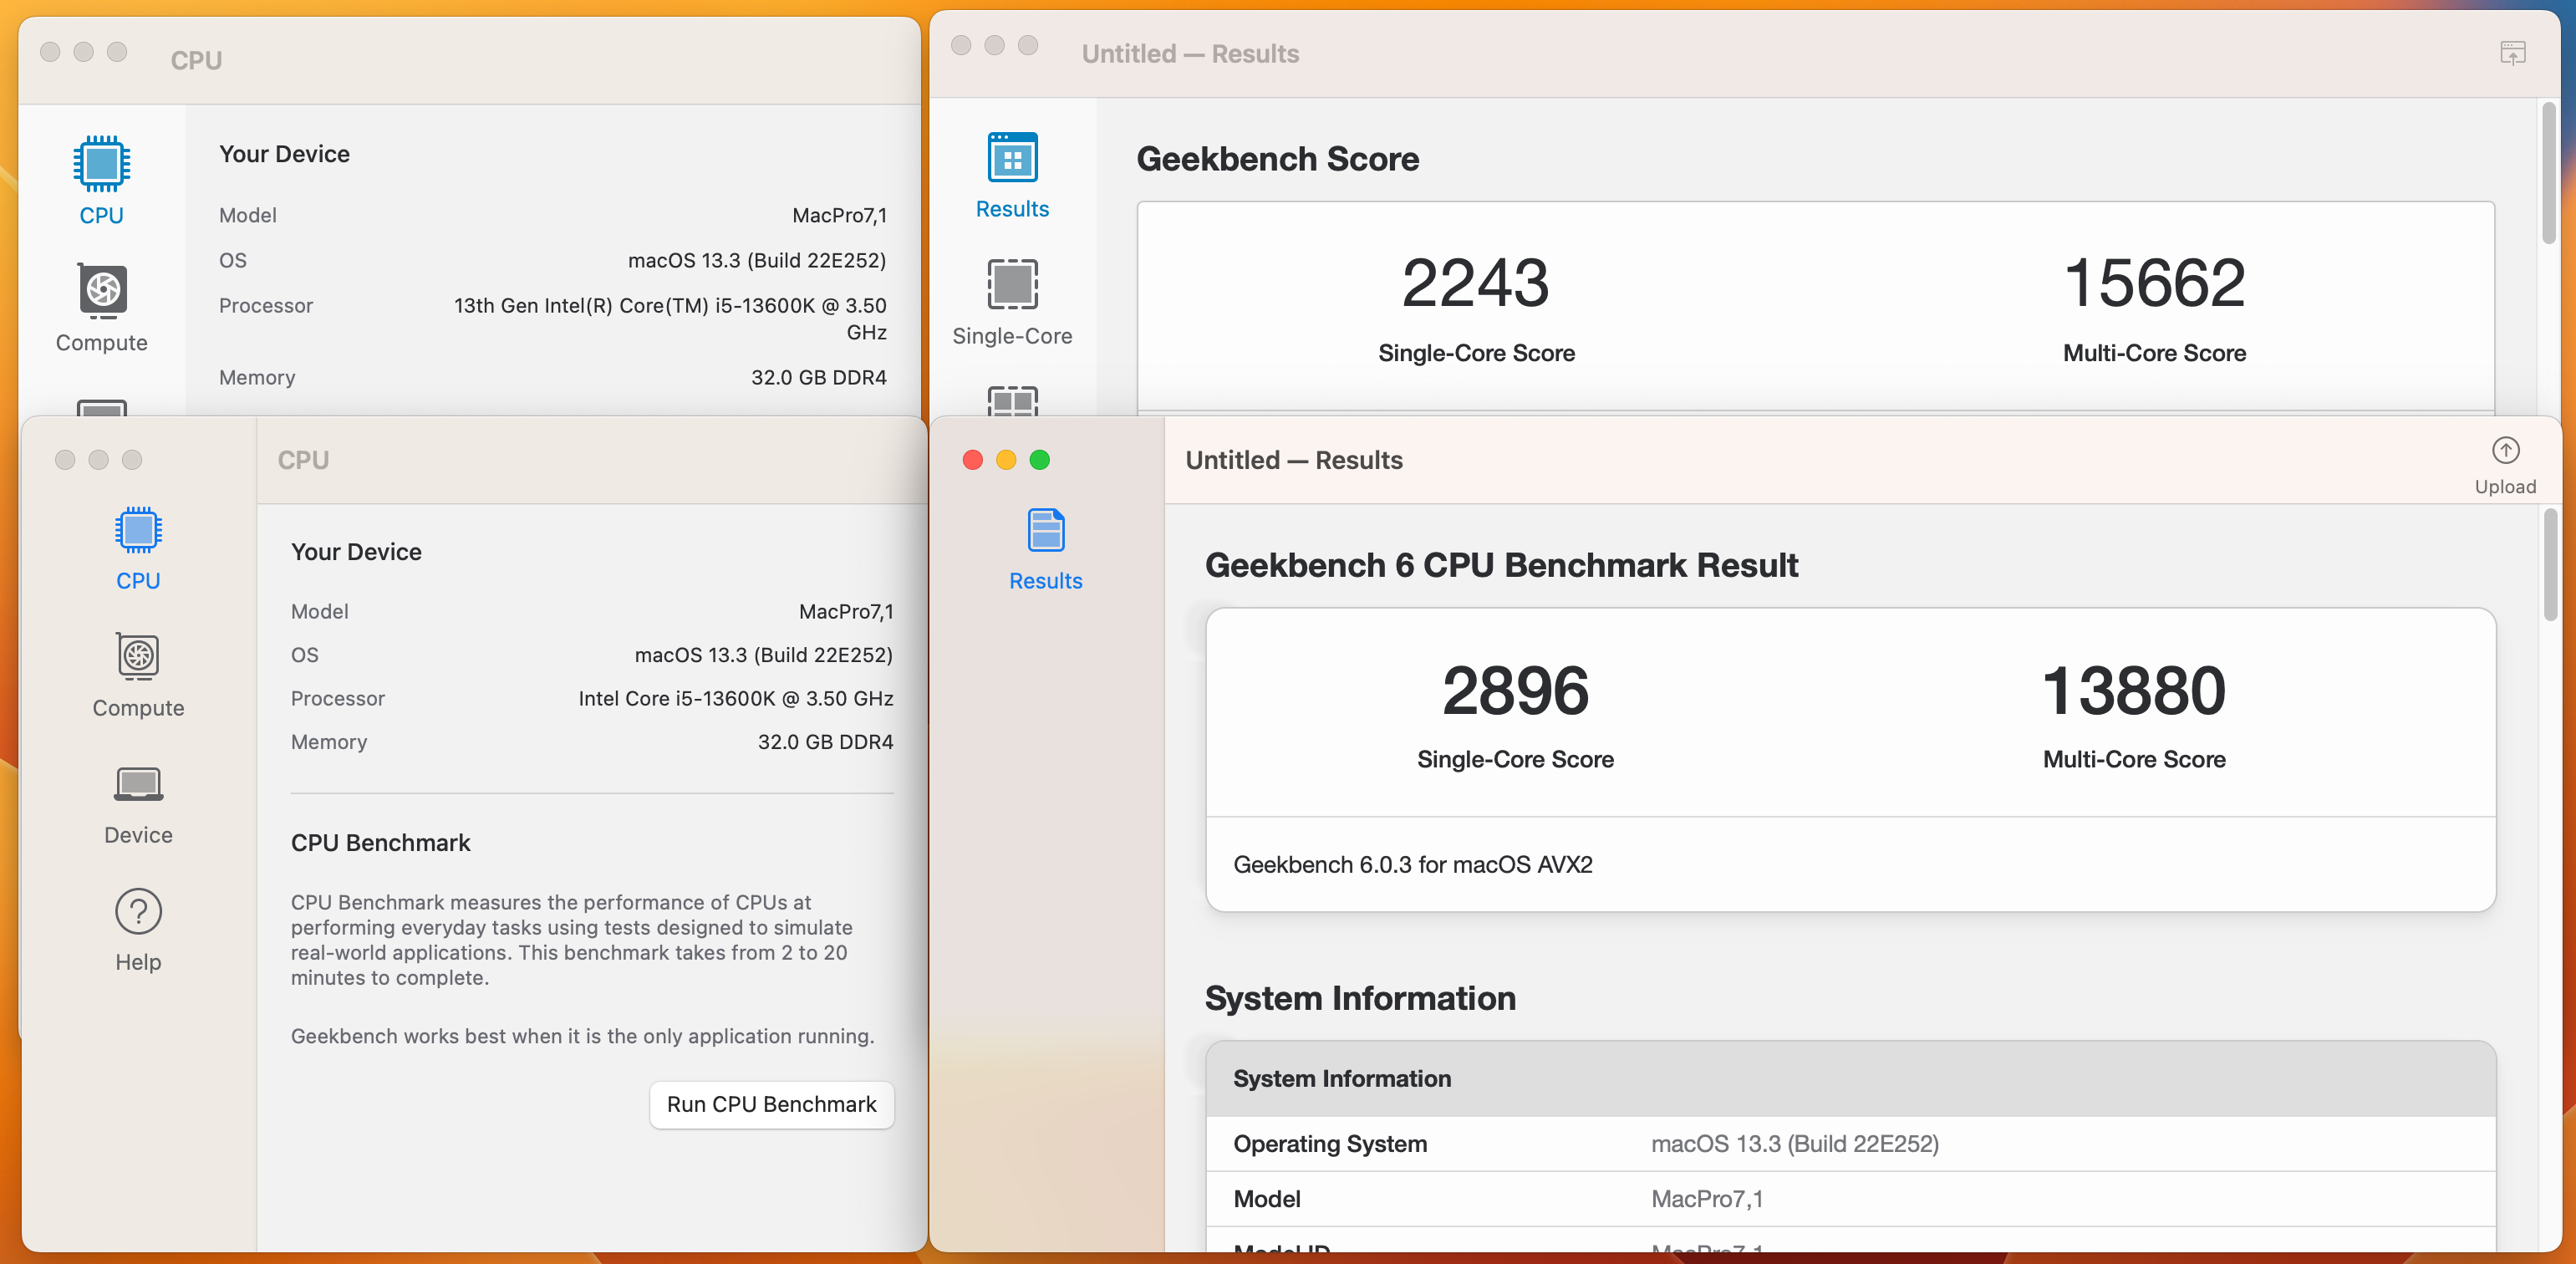 CPU
CPU
Compute
Your Device
Model MacPro7,1
OS macOS 13.3 (Build 22E252)
Processor 13th Gen Intel(R) Core(TM) i5-13600K @ 3.50
GHz
Memory 32.0 GB DDR4
Untitled — Results
Results
Single-Core
Geekbench Score
2243 15662
Single-Core Score Multi-Core Score
CPU
CPU
Compute
Device
Help
Your Device
Model MacPro7,1
OS macOS 13.3 (Build 22E252)
Processor Intel Core i5-13600K @ 3.50 GHz
Memory 32.0 GB DDR4
CPU Benchmark
CPU Benchmark measures the performance of CPUs at
performing everyday tasks using tests designed to simulate
real-world applications. This benchmark takes from 2 to 20
minutes to complete.
Geekbench works best when it is the only application running.
Run CPU Benchmark
Untitled — Results
Upload
Results
Geekbench 6 CPU Benchmark Result
2896 13880
Single-Core Score Multi-Core Score
Geekbench 6.0.3 for macOS AVX2
System Information
System Information
Operating System macOS 13.3 (Build 22E252)
Model MacPro7,1
Model ID MacPro7,1